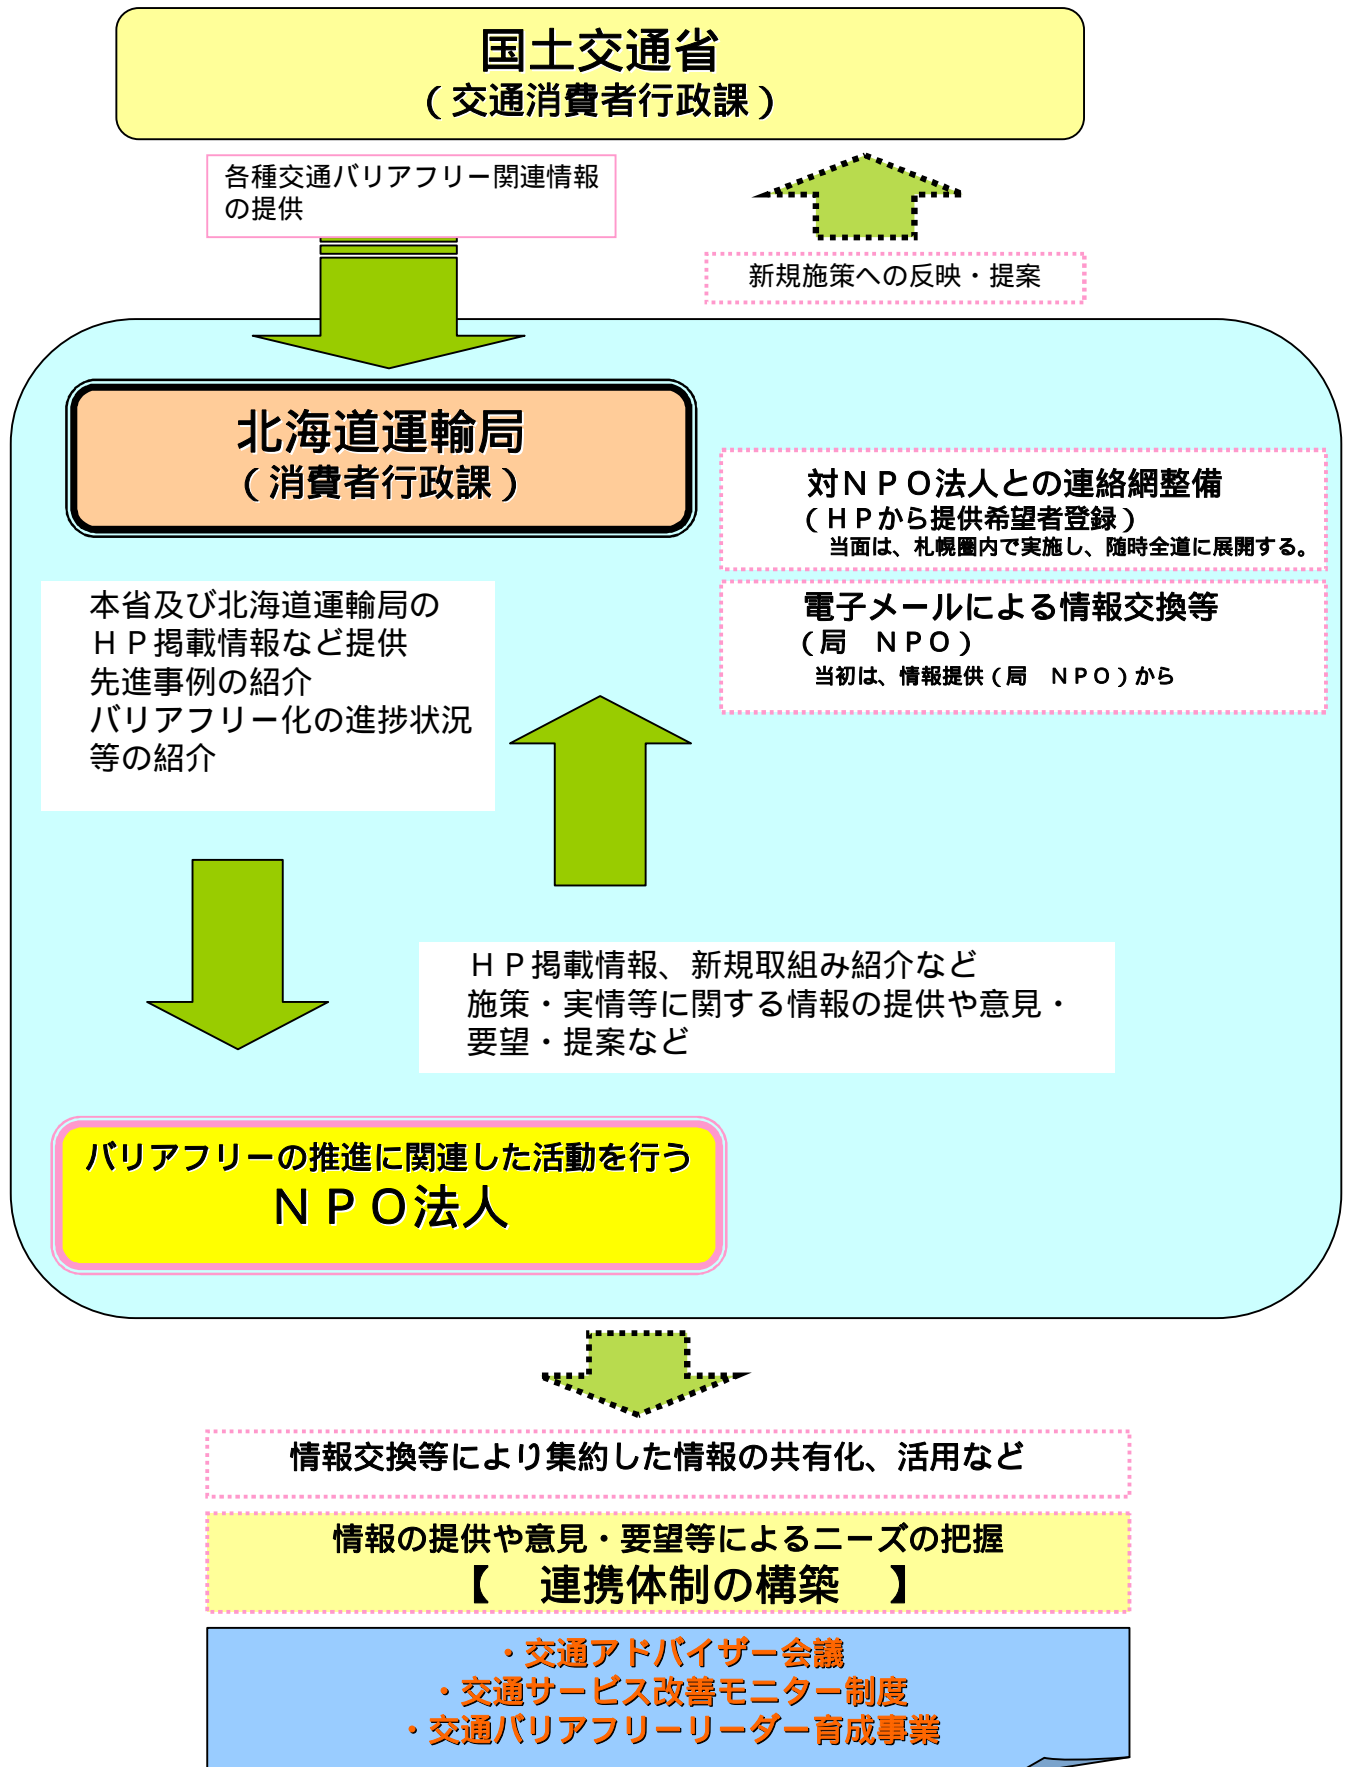 国土交通省
（交通消費者行政課）
各種交通バリアフリー関連情報
の提供
新規施策への反映・提案
北海道運輸局
（消費者行政課）
対ＮＰＯ法人との連絡網整備
（ＨＰから提供希望者登録）
当面は、札幌圏内で実施し、随時全道に展開する。
電子メールによる情報交換等
（局　ＮＰＯ）
当初は、情報提供（局　ＮＰＯ）から
本省及び北海道運輸局の
ＨＰ掲載情報など提供
先進事例の紹介
バリアフリー化の進捗状況
等の紹介
ＨＰ掲載情報、新規取組み紹介など
施策・実情等に関する情報の提供や意見・
要望・提案など
バリアフリーの推進に関連した活動を行う
ＮＰＯ法人
情報交換等により集約した情報の共有化、活用など
情報の提供や意見・要望等によるニーズの把握
【　連携体制の構築　】
・交通アドバイザー会議
・交通サービス改善モニター制度
・交通バリアフリーリーダー育成事業